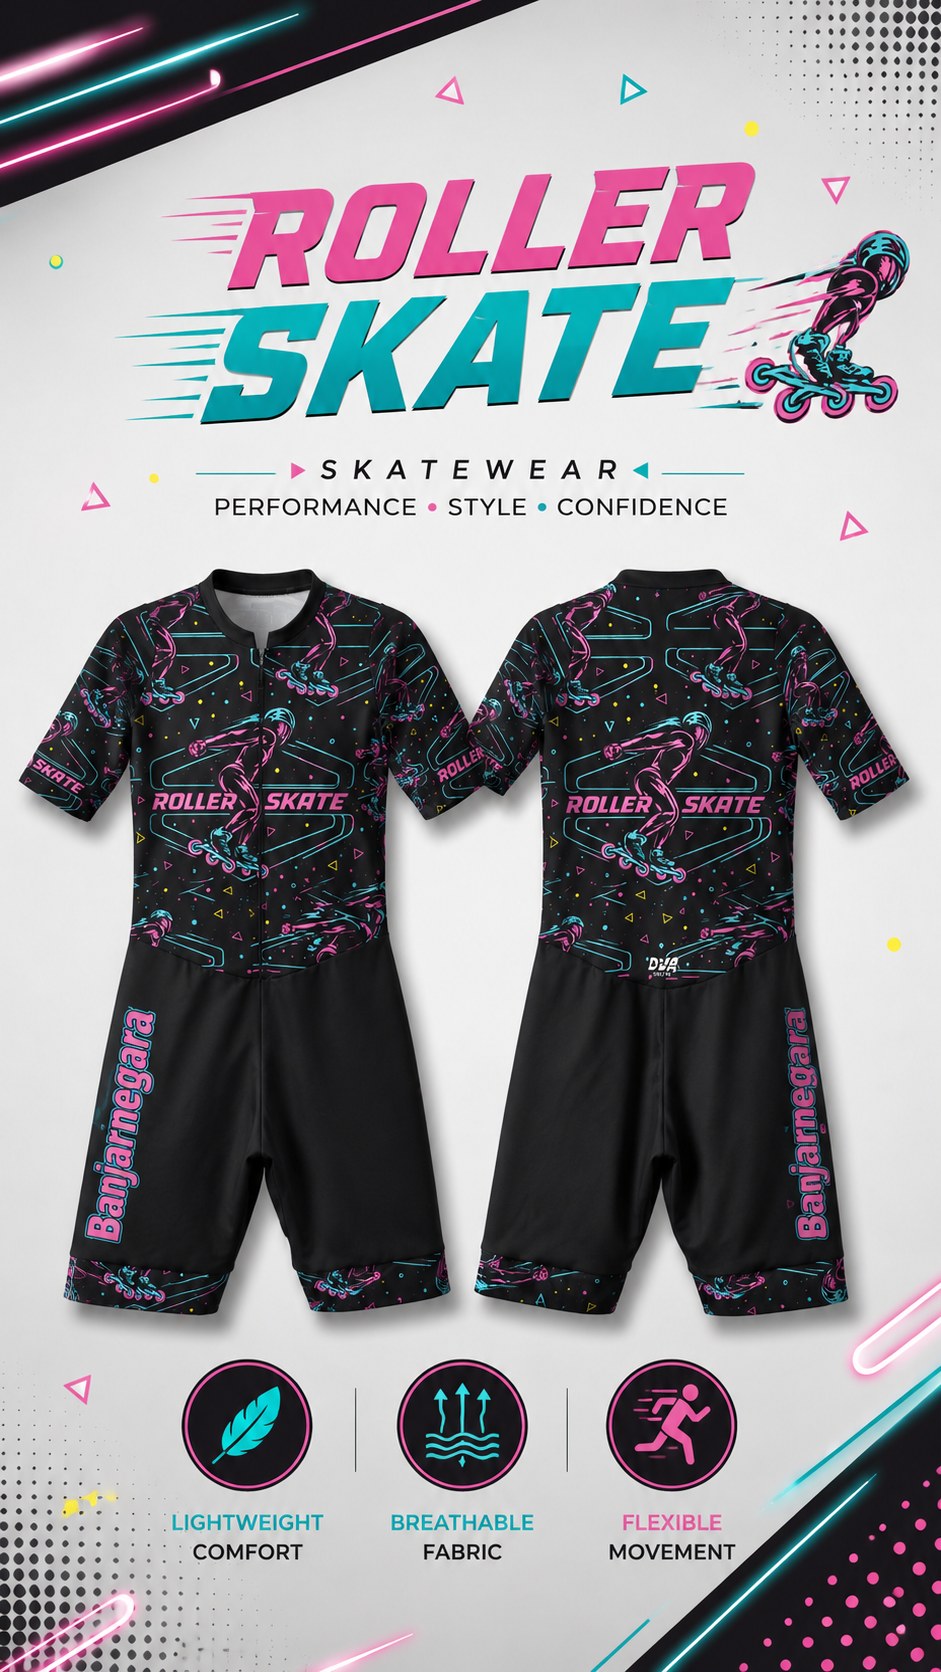 ROLLER
SKATE
SKATEWEAR
PERFORMANCE • STYLE • CONFIDENCE
SKATE
ROLLER SKATE
ROLLER
ROLLER SKATE
ROLLER
DVA
Banjarnegara
Banjarnegara
LIGHTWEIGHT
COMFORT
BREATHABLE
FABRIC
FLEXIBLE
MOVEMENT